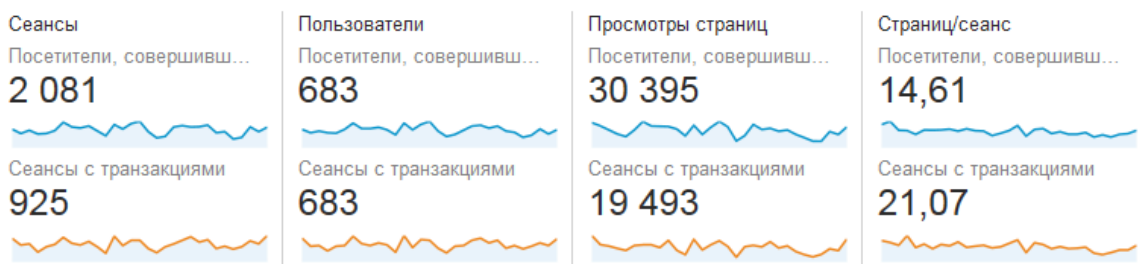 Сеансы
Посетители, совершивш...
2 081
Сеансы с транзакциями
925
Пользователи
Посетители, совершивш...
683
Сеансы с транзакциями
683
Просмотры страниц
Посетители, совершивш...
30 395
Сеансы с транзакциями
19 493
Страниц/сеанс
Посетители, совершивш...
14,61
Сеансы с транзакциями
21,07